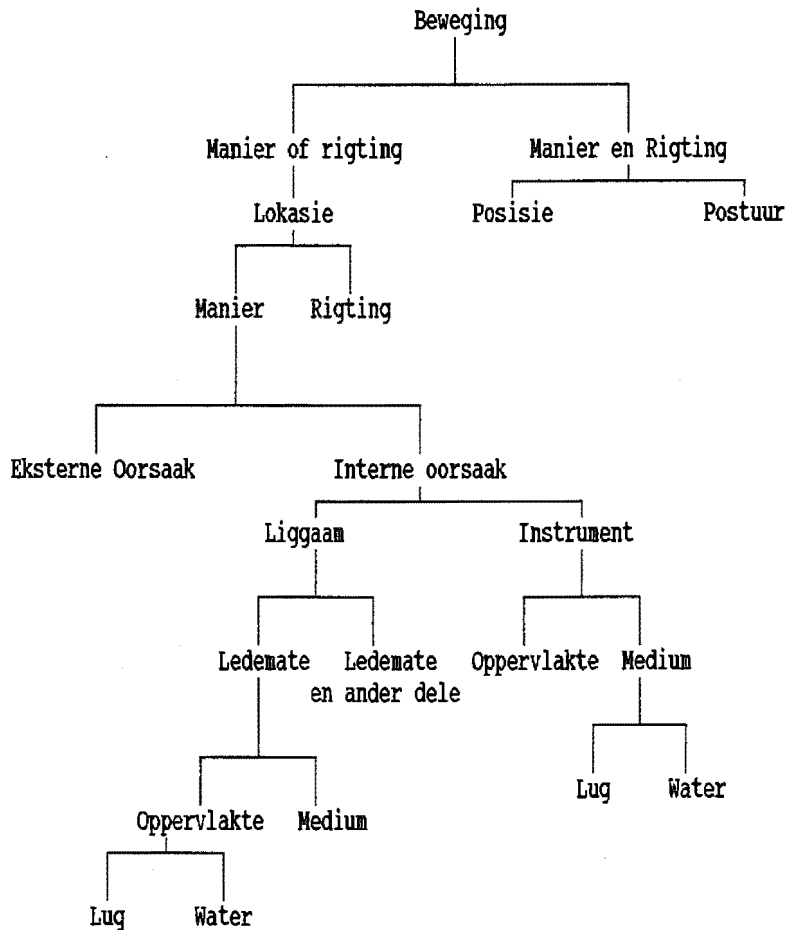 Beweging
Manier of rigting
Manier en Rigting
Lokasie
Posisie
Postuur
Manier
Rigting
Eksterne Oorsaak
Interne oorsaak
Liggaam
Instrument
Ledemate
Ledemate
en ander dele
Oppervlakte
Medium
Lug
Water
Oppervlakte
Medium
Lug
Water